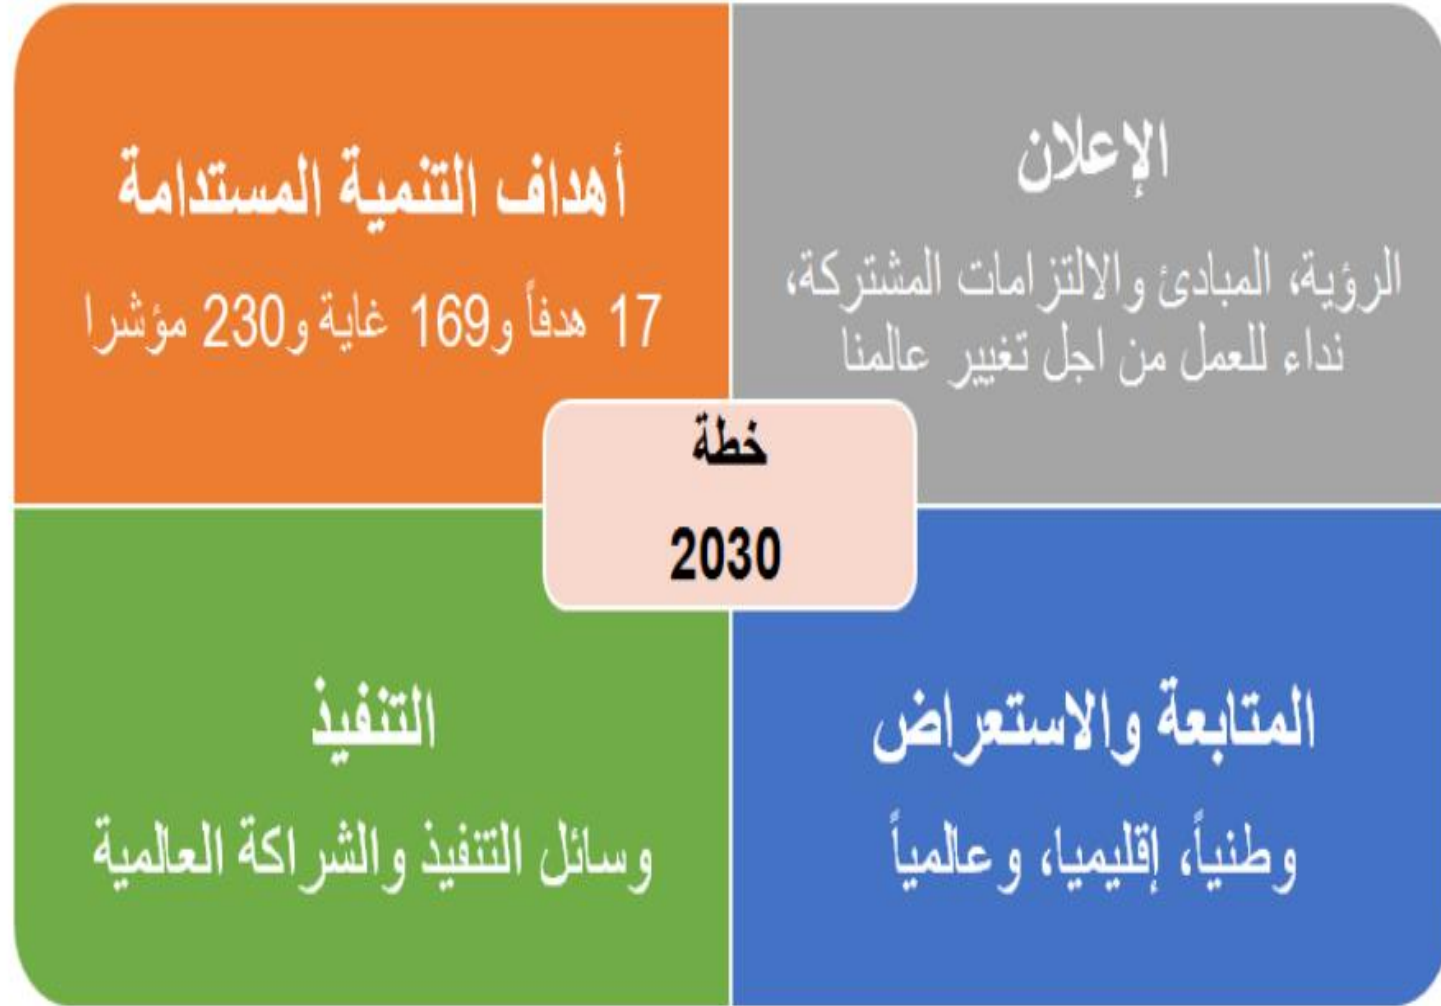 الإعلان
الرؤية، المبادئ والالتزامات المشتركة،
نداء للعمل من اجل تغيير عالمنا
أهداف التنمية المستدامة
17 هدفاً و169 غاية و230 مؤشرا
خطة
2030
المتابعة والاستعراض
وطنياً، إقليميا، وعالمياً
التنفيذ
وسائل التنفيذ والشراكة العالمية